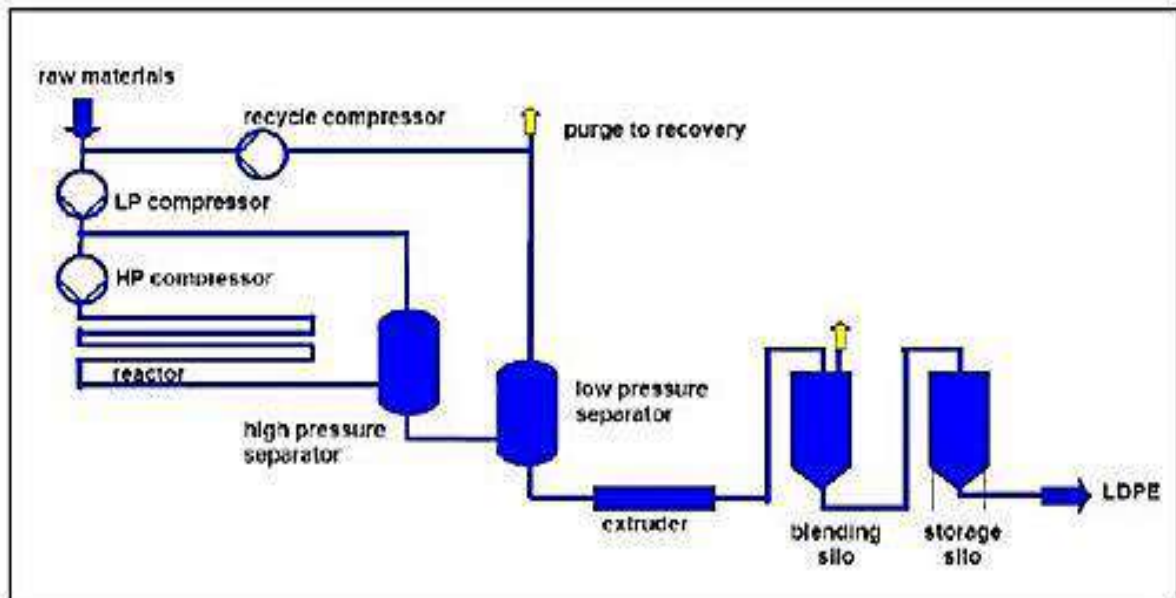 raw materials
recycle compressor
purge to recovery
LP compressor
HP compressor
reactor
low pressure
separator
high pressure
separator
extruder
LDPE
blending
silo
storage
silo